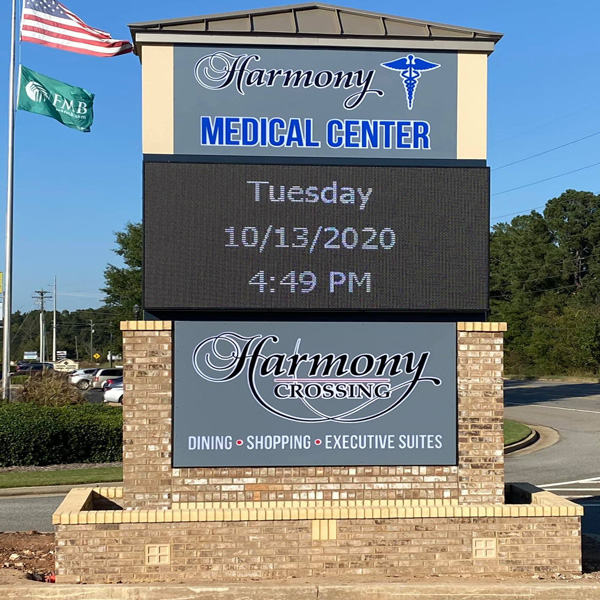 FMB
Harmony
MEDICAL CENTER
Tuesday
10/13/2020
4:49 PM
Harmony
CROSSING
DINING • SHOPPING • EXECUTIVE SUITES